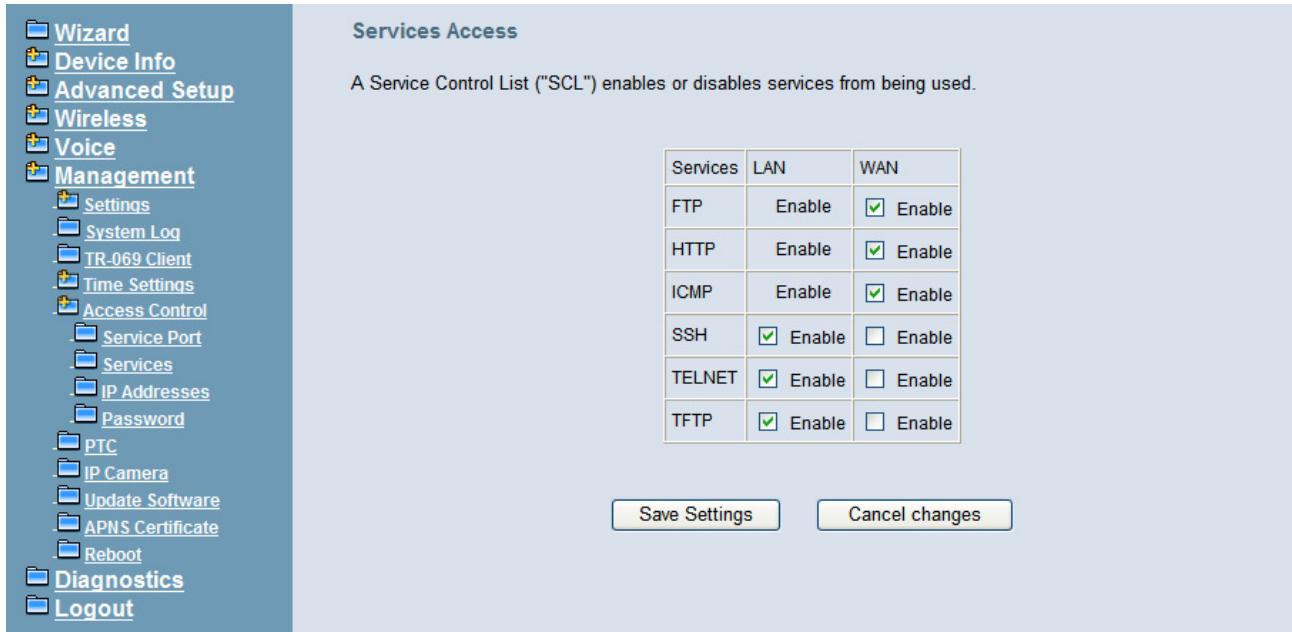 Wizard
Device Info
Advanced Setup
Wireless
Voice
Management
Settings
System Log
TR-069 Client
Time Settings
Access Control
Service Port
Services
IP Addresses
Password
PTC
IP Camera
Update Software
APNS Certificate
Reboot
Diagnostics
Logout
Services Access
A Service Control List ("SCL") enables or disables services from being used.
Services LAN WAN
FTP Enable Enable
HTTP Enable Enable
ICMP Enable Enable
SSH Enable Enable
TELNET Enable Enable
TFTP Enable Enable
Save Settings Cancel changes